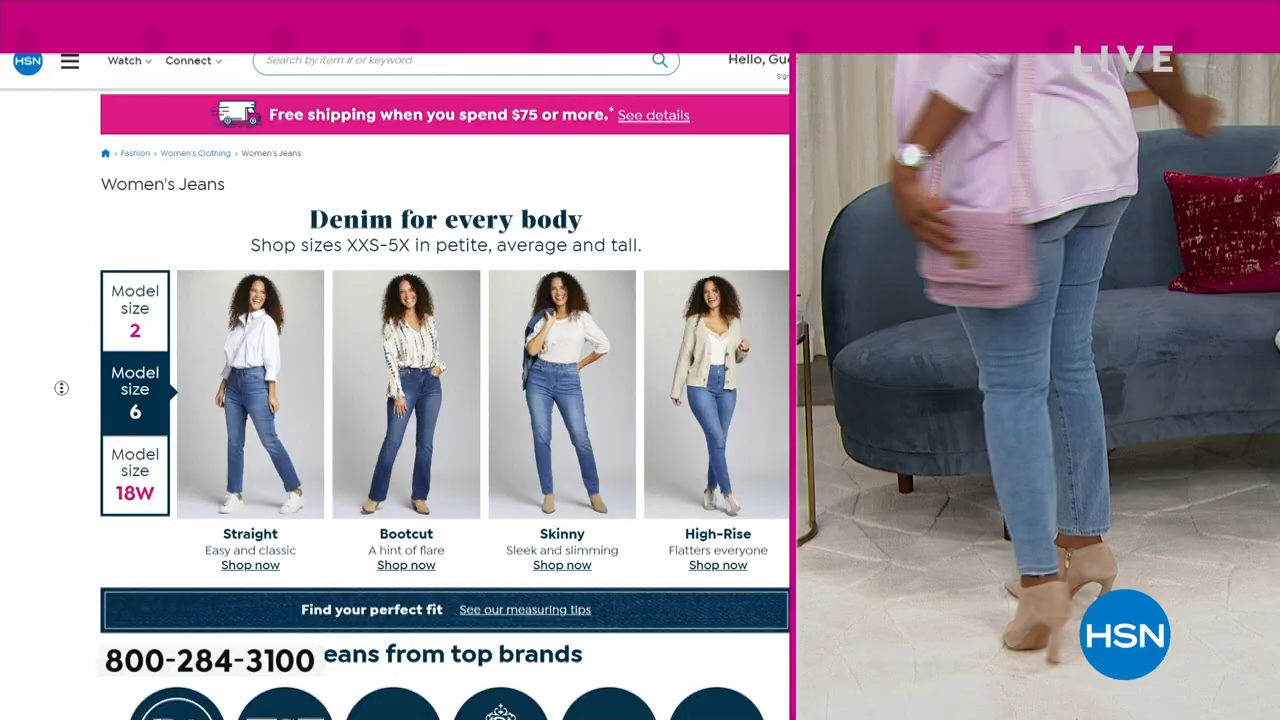 LIVE
HSN
Watch
Connect
Search by item # or keyword
Hello, Gue
Sign
Free shipping when you spend $75 or more.* See details
> Fashion > Women's Clothing > Women's Jeans
Women's Jeans
Denim for every body
Shop sizes XXS-5X in petite, average and tall.
Model
size
2
Model
size
6
Model
size
18W
Straight
Easy and classic
Shop now
Bootcut
A hint of flare
Shop now
Skinny
Sleek and slimming
Shop now
High-Rise
Flatters everyone
Shop now
Find your perfect fit See our measuring tips
800-284-3100
eans from top brands
HSN